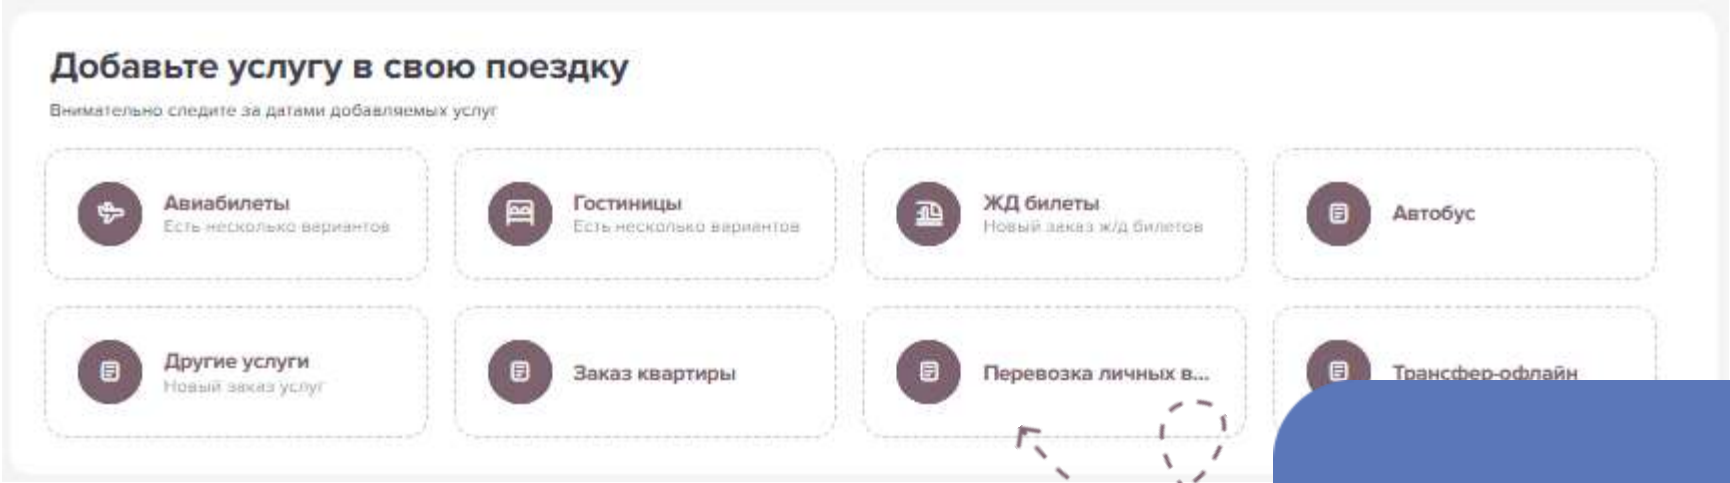 Добавьте услугу в свою поездку
Внимательно следите за датами добавляемых услуг
Авиабилеты
Есть несколько вариантов
Гостиницы
Есть несколько вариантов
ЖД билеты
Новый заказ ж/д билетов
Автобус
Другие услуги
Новый заказ услуг
Заказ квартиры
Перевозка личных в...
Трансфер-офлайн